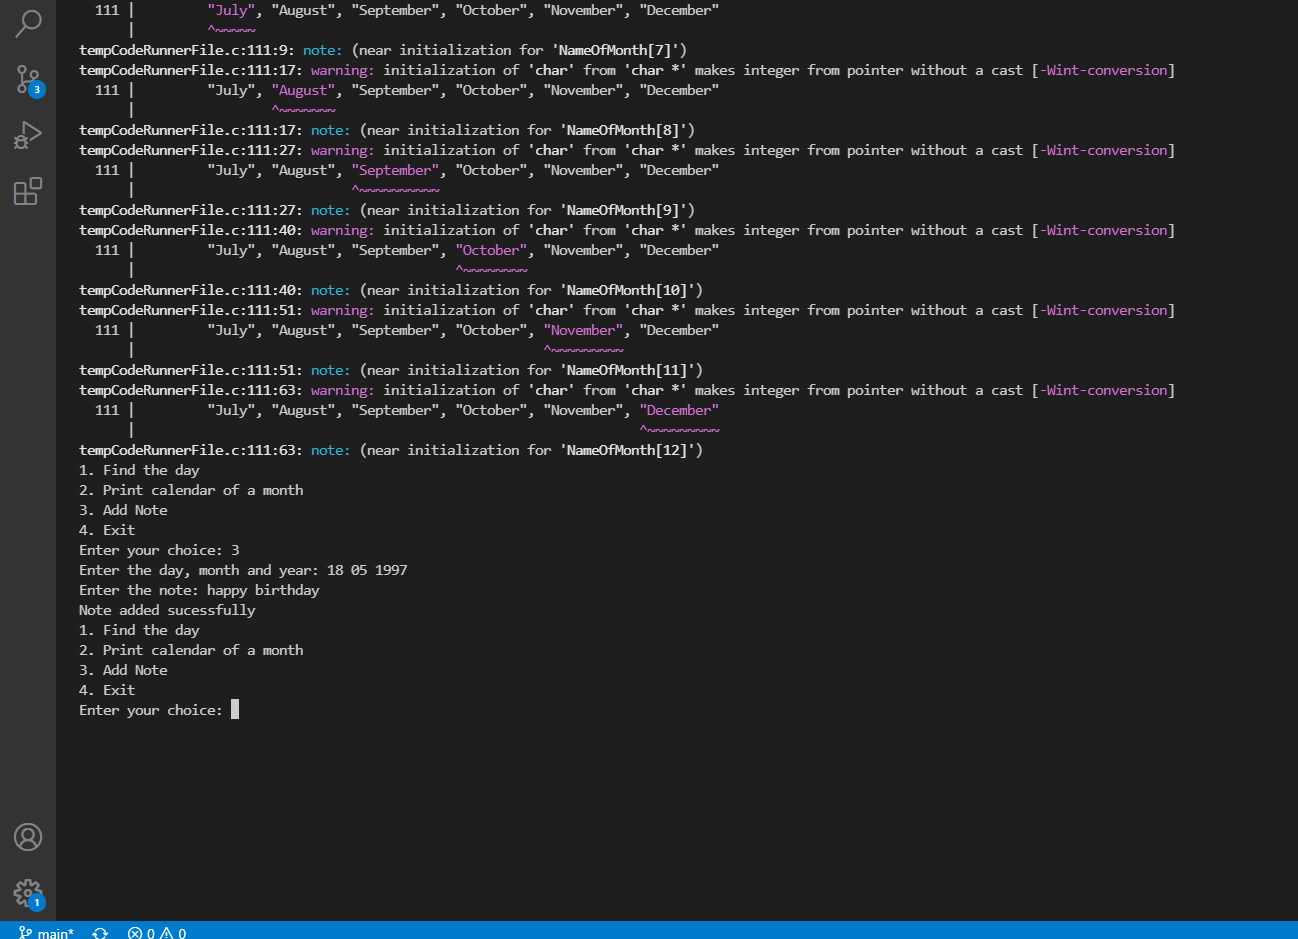 111 |         "July", "August", "September", "October", "November", "December"
    |         ^~~~~~
tempCodeRunnerFile.c:111:9: note: (near initialization for 'NameOfMonth[7]')
tempCodeRunnerFile.c:111:17: warning: initialization of 'char' from 'char *' makes integer from pointer without a cast [-Wint-conversion]
111 |         "July", "August", "September", "October", "November", "December"
    |                 ^~~~~~~~
tempCodeRunnerFile.c:111:17: note: (near initialization for 'NameOfMonth[8]')
tempCodeRunnerFile.c:111:27: warning: initialization of 'char' from 'char *' makes integer from pointer without a cast [-Wint-conversion]
111 |         "July", "August", "September", "October", "November", "December"
    |                           ^~~~~~~~~~~
tempCodeRunnerFile.c:111:27: note: (near initialization for 'NameOfMonth[9]')
tempCodeRunnerFile.c:111:40: warning: initialization of 'char' from 'char *' makes integer from pointer without a cast [-Wint-conversion]
111 |         "July", "August", "September", "October", "November", "December"
    |                                        ^~~~~~~~~
tempCodeRunnerFile.c:111:40: note: (near initialization for 'NameOfMonth[10]')
tempCodeRunnerFile.c:111:51: warning: initialization of 'char' from 'char *' makes integer from pointer without a cast [-Wint-conversion]
111 |         "July", "August", "September", "October", "November", "December"
    |                                                   ^~~~~~~~~~
tempCodeRunnerFile.c:111:51: note: (near initialization for 'NameOfMonth[11]')
tempCodeRunnerFile.c:111:63: warning: initialization of 'char' from 'char *' makes integer from pointer without a cast [-Wint-conversion]
111 |         "July", "August", "September", "October", "November", "December"
    |                                                               ^~~~~~~~~~
tempCodeRunnerFile.c:111:63: note: (near initialization for 'NameOfMonth[12]')
1. Find the day
2. Print calendar of a month
3. Add Note
4. Exit
Enter your choice: 3
Enter the day, month and year: 18 05 1997
Enter the note: happy birthday
Note added sucessfully
1. Find the day
2. Print calendar of a month
3. Add Note
4. Exit
Enter your choice:
3
1
main* 0 0